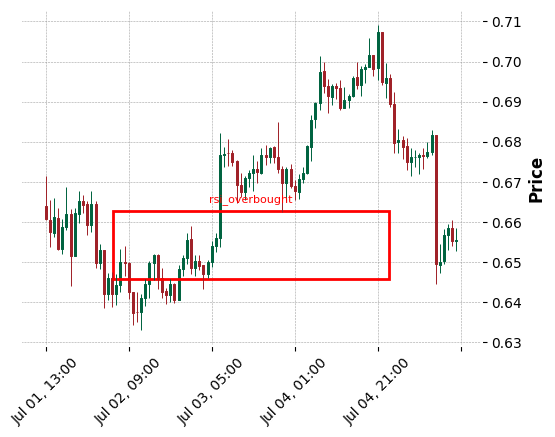 0.71
0.70
0.69
0.68
0.67
rsi_overbought
0.66
0.65
0.64
0.63
Price
Jul 01, 13:00
Jul 02, 09:00
Jul 03, 05:00
Jul 04, 01:00
Jul 04, 21:00